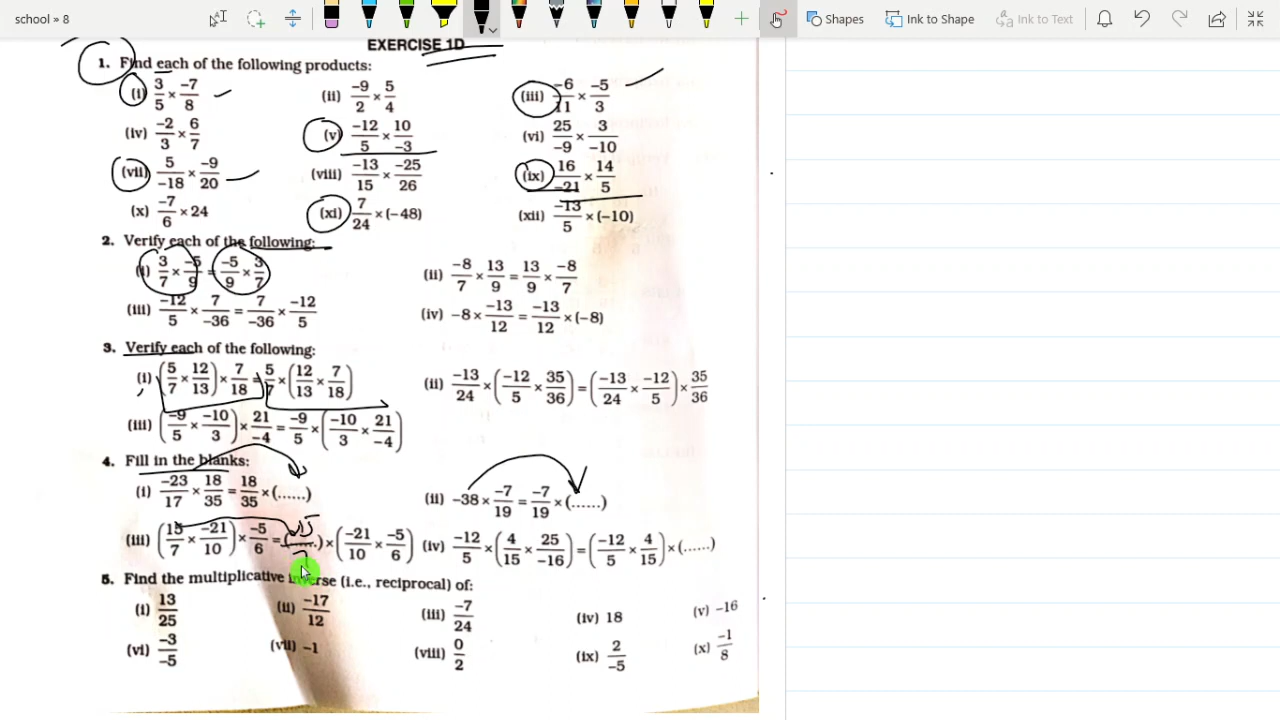 school » 8
Shapes
Ink to Shape
Ink to Text
EXERCISE 1D
1. Find each of the following products:
(i) 3/5 × -7/8 (ii) -9/2 × 5/4 (iii) -6/11 × -5/3
(iv) -2/3 × 6/7 (v) -12/5 × 10/-3 (vi) 25/-9 × 3/-10
(vii) 5/-18 × -9/20 (viii) -13/15 × -25/26 (ix) 16/-21 × 14/5
(x) -7/6 × 24 (xi) 7/24 × (-48) (xii) -13/5 × (-10)
2. Verify each of the following:
(i) 3/7 × -5/9 = -5/9 × 3/7 (ii) -8/7 × 13/9 = 13/9 × -8/7
(iii) -12/5 × 7/-36 = 7/-36 × -12/5 (iv) -8 × -13/12 = -13/12 × (-8)
3. Verify each of the following:
(i) (5/7 × 12/13) × 7/18 = 5/7 × (12/13 × 7/18) (ii) -13/24 × (-12/5 × 35/36) = (-13/24 × -12/5) × 35/36
(iii) (-9/5 × -10/3) × 21/-4 = -9/5 × (-10/3 × 21/-4)
4. Fill in the blanks:
(i) -23/17 × 18/35 = 18/35 × (......) (ii) -38 × -7/19 = -7/19 × (......)
(iii) (15/7 × -21/10) × -5/6 = (......) × (-21/10 × -5/6) (iv) -12/5 × (4/15 × 25/-16) = (-12/5 × 4/15) × (......)
15
5. Find the multiplicative inverse (i.e., reciprocal) of:
(i) 13/25 (ii) -17/12 (iii) -7/24 (iv) 18 (v) -16
(vi) -3/-5 (vii) -1 (viii) 0/2 (ix) 2/-5 (x) -1/8